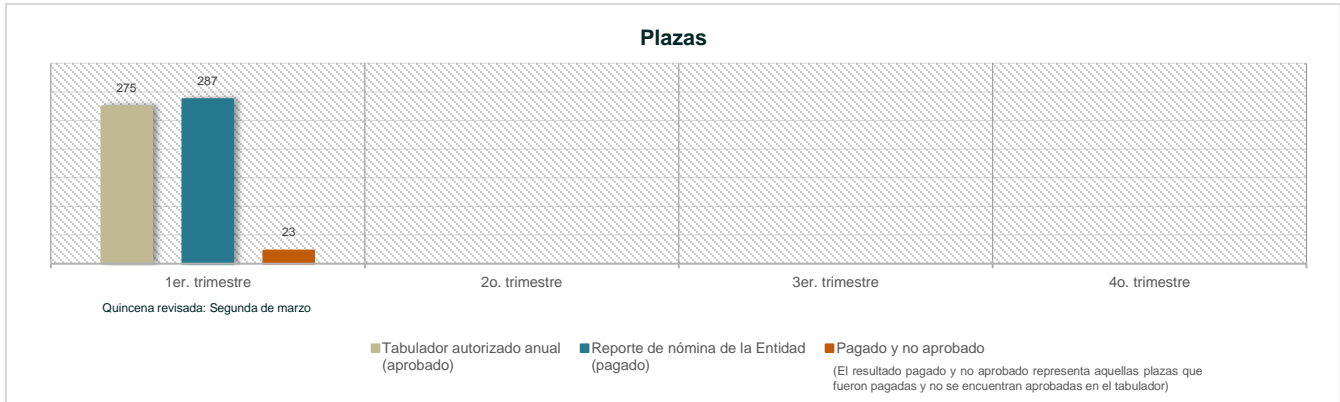 Plazas
275
287
23
1er. trimestre
2o. trimestre
3er. trimestre
4o. trimestre
Quincena revisada: Segunda de marzo
Tabulador autorizado anual
(aprobado)
Reporte de nómina de la Entidad
(pagado)
Pagado y no aprobado
(El resultado pagado y no aprobado representa aquellas plazas que
fueron pagadas y no se encuentran aprobadas en el tabulador)